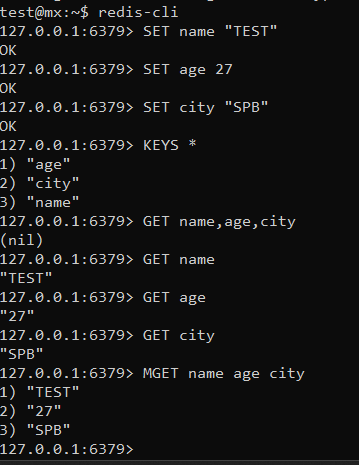 test@mx:~$ redis-cli
127.0.0.1:6379> SET name "TEST"
OK
127.0.0.1:6379> SET age 27
OK
127.0.0.1:6379> SET city "SPB"
OK
127.0.0.1:6379> KEYS *
1) "age"
2) "city"
3) "name"
127.0.0.1:6379> GET name,age,city
(nil)
127.0.0.1:6379> GET name
"TEST"
127.0.0.1:6379> GET age
"27"
127.0.0.1:6379> GET city
"SPB"
127.0.0.1:6379> MGET name age city
1) "TEST"
2) "27"
3) "SPB"
127.0.0.1:6379>